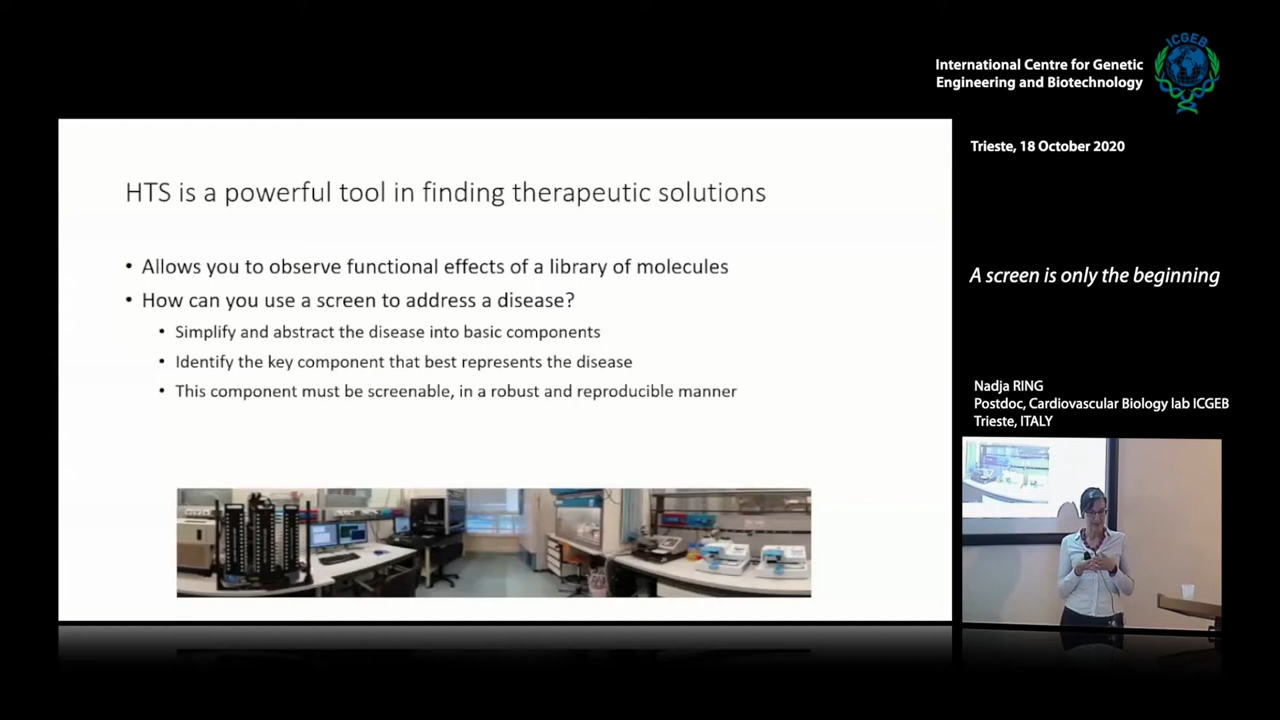 ICGEB
International Centre for Genetic
Engineering and Biotechnology
Trieste, 18 October 2020
HTS is a powerful tool in finding therapeutic solutions
• Allows you to observe functional effects of a library of molecules
• How can you use a screen to address a disease?
• Simplify and abstract the disease into basic components
• Identify the key component that best represents the disease
• This component must be screenable, in a robust and reproducible manner
A screen is only the beginning
Nadja RING
Postdoc, Cardiovascular Biology lab ICGEB
Trieste, ITALY